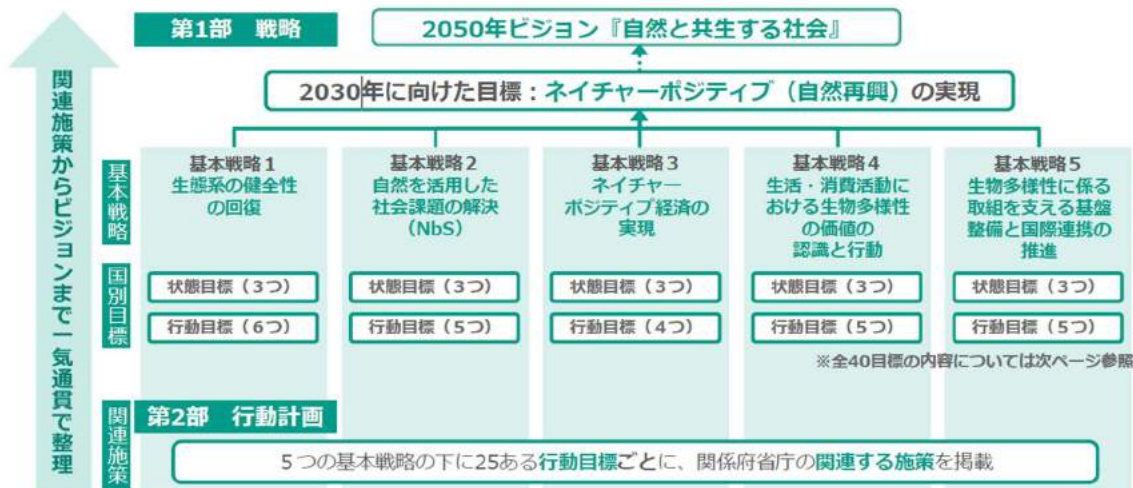 第1部 戦略
2050年ビジョン『自然と共生する社会』
2030年に向けた目標：ネイチャーポジティブ（自然再興）の実現
関連施策からビジョンまで一気通貫で整理
基本戦略
基本戦略1
生態系の健全性
の回復
基本戦略2
自然を活用した
社会課題の解決
（NbS）
基本戦略3
ネイチャー
ポジティブ経済の
実現
基本戦略4
生活・消費活動に
おける生物多様性
の価値の
認識と行動
基本戦略5
生物多様性に係る
取組を支える基盤
整備と国際連携の
推進
国別目標
状態目標（3つ）
状態目標（3つ）
状態目標（3つ）
状態目標（3つ）
状態目標（3つ）
行動目標（6つ）
行動目標（5つ）
行動目標（4つ）
行動目標（5つ）
行動目標（5つ）
※全40目標の内容については次ページ参照
関連施策
第2部 行動計画
5つの基本戦略の下に25ある行動目標ごとに、関係府省庁の関連する施策を掲載